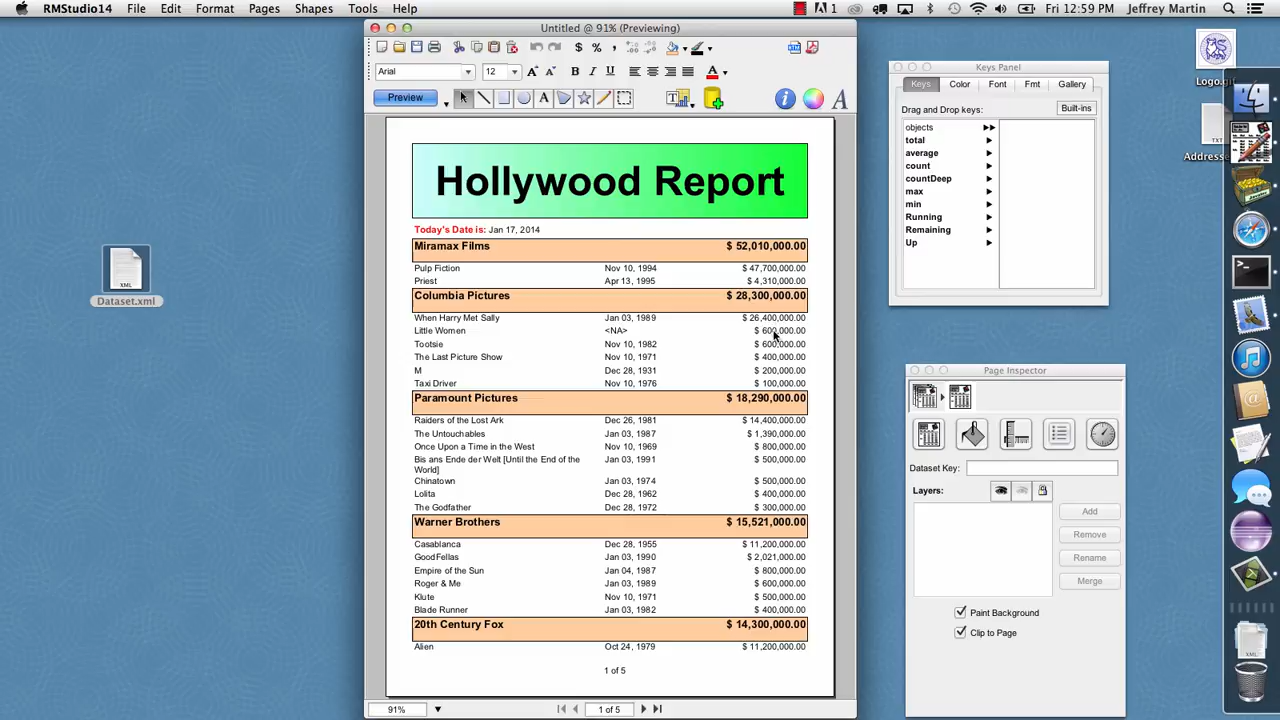 RMStudio14 File Edit Format Pages Shapes Tools Help 1 Fri 12:59 PM Jeffrey Martin
Untitled @ 91% (Previewing)
Arial 12 B I U A
Preview A T A
Hollywood Report
Today's Date is: Jan 17, 2014
Miramax Films $ 52,010,000.00
Pulp Fiction Nov 10, 1994 $ 47,700,000.00
Priest Apr 13, 1995 $ 4,310,000.00
Columbia Pictures $ 28,300,000.00
When Harry Met Sally Jan 03, 1989 $ 26,400,000.00
Little Women <NA> $ 600,000.00
Tootsie Nov 10, 1982 $ 600,000.00
The Last Picture Show Nov 10, 1971 $ 400,000.00
M Dec 28, 1931 $ 200,000.00
Taxi Driver Nov 10, 1976 $ 100,000.00
Paramount Pictures $ 18,290,000.00
Raiders of the Lost Ark Dec 26, 1981 $ 14,400,000.00
The Untouchables Jan 03, 1987 $ 1,390,000.00
Once Upon a Time in the West Nov 10, 1969 $ 800,000.00
Bis ans Ende der Welt [Until the End of the Jan 03, 1991 $ 500,000.00
World]
Chinatown Jan 03, 1974 $ 500,000.00
Lolita Dec 28, 1962 $ 400,000.00
The Godfather Dec 28, 1972 $ 300,000.00
Warner Brothers $ 15,521,000.00
Casablanca Dec 28, 1955 $ 11,200,000.00
GoodFellas Jan 03, 1990 $ 2,021,000.00
Empire of the Sun Jan 04, 1987 $ 800,000.00
Roger & Me Jan 03, 1989 $ 600,000.00
Klute Nov 10, 1971 $ 500,000.00
Blade Runner Jan 03, 1982 $ 400,000.00
20th Century Fox $ 14,300,000.00
Alien Oct 24, 1979 $ 11,200,000.00
1 of 5
91% 1 of 5
XML
Dataset.xml
Keys Panel
Keys Color Font Fmt Gallery
Drag and Drop keys: Built-ins
objects
total
average
count
countDeep
max
min
Running
Remaining
Up
Page Inspector
Dataset Key:
Layers:
Add
Remove
Rename
Merge
Paint Background
Clip to Page
TXT
XML